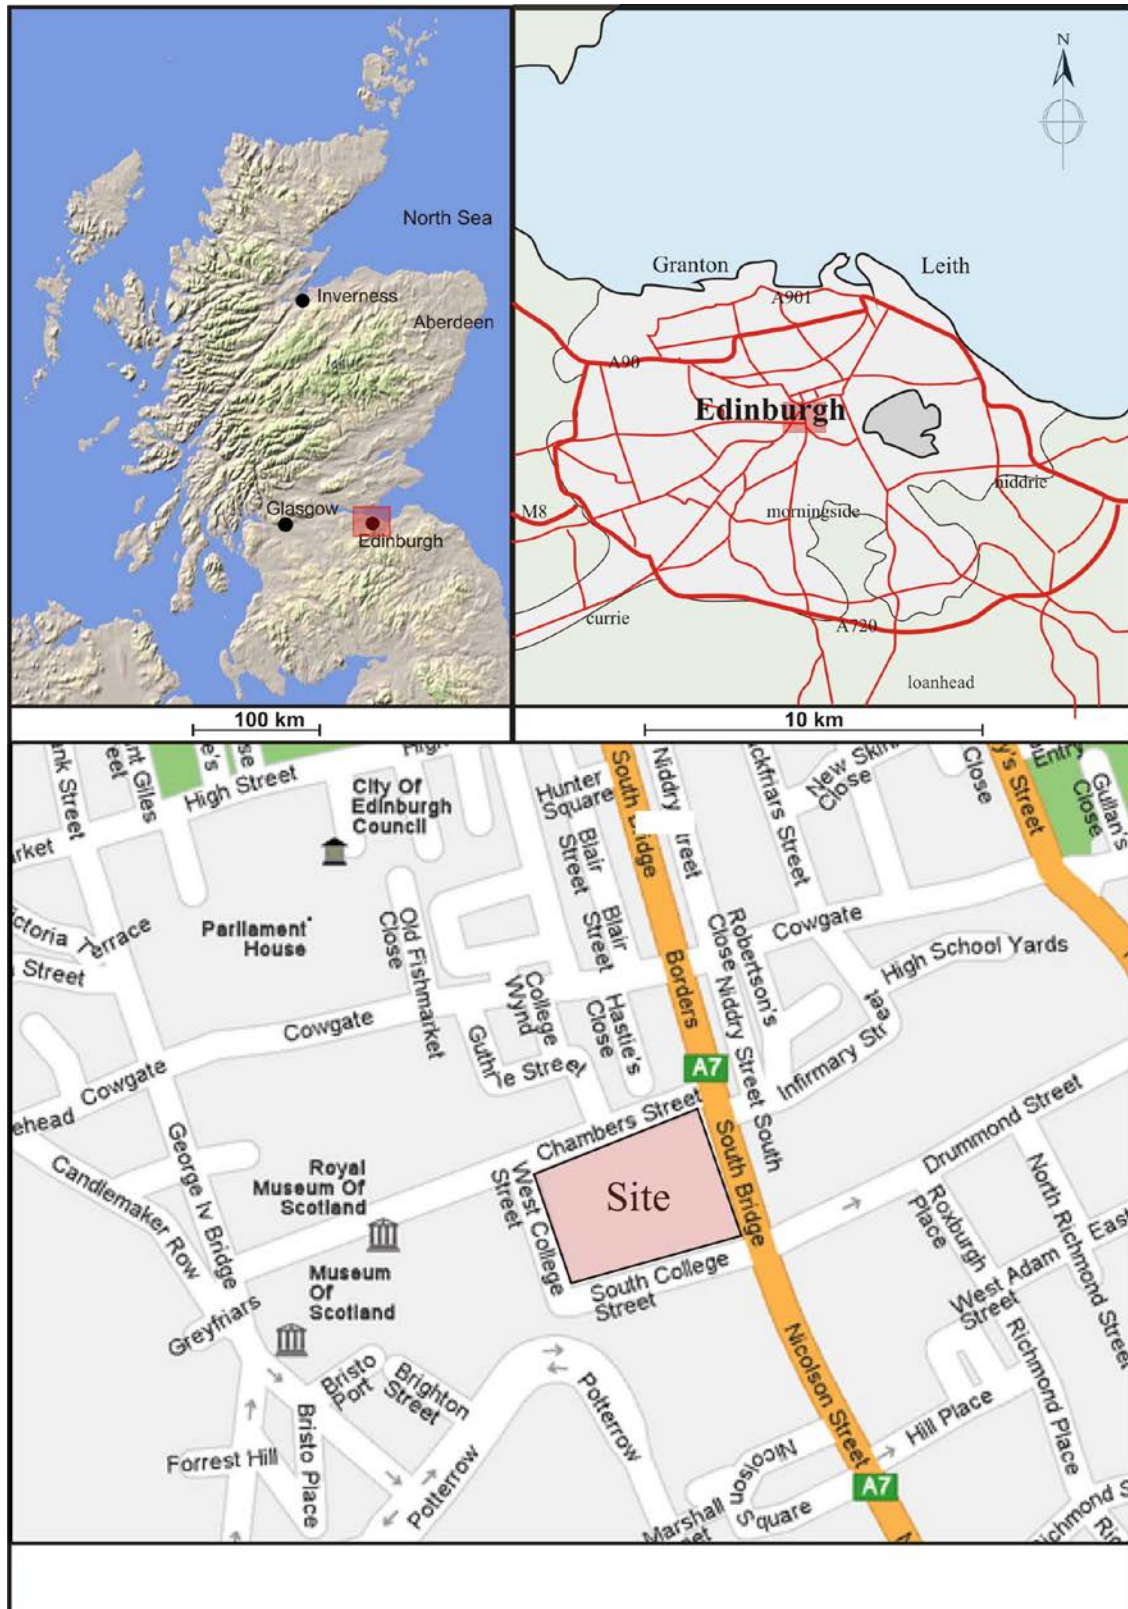 North Sea
Inverness
Aberdeen
Glasgow
Edinburgh
100 km
N
Granton
Leith
A901
A90
Edinburgh
niddrie
M8
morningside
currie
A720
loanhead
10 km
High Street
City Of
Edinburgh
Council
Hunter
Square
South Bridge
New Skin
Close
Close
Entry
Gullan's
Close
Blair
Street
Parliament
House
Old Fishmarket
Close
Blair
Street
Borders
Robertson's
Close
Cowgate
High School Yards
Terrace
Street
Cowgate
College
Wynd
Hastie's
Close
Niddry Street South
Guthrie Street
A7
Infirmary Street
Cowgate
Candlemaker Row
George Iv Bridge
Royal
Museum Of
Scotland
Chambers Street
West College
Street
Site
South Bridge
Drummond Street
Roxburgh
Place
North Richmond Street
East
West Adam
Street
Museum
Of
Scotland
South College
Street
Greyfriars
Bristo
Port
Brighton
Street
Potterrow
Potterrow
Nicolson Street
Richmond Place
Hill Place
Forrest Hill
Bristo Place
Nicolson
Square
Marshall
A7